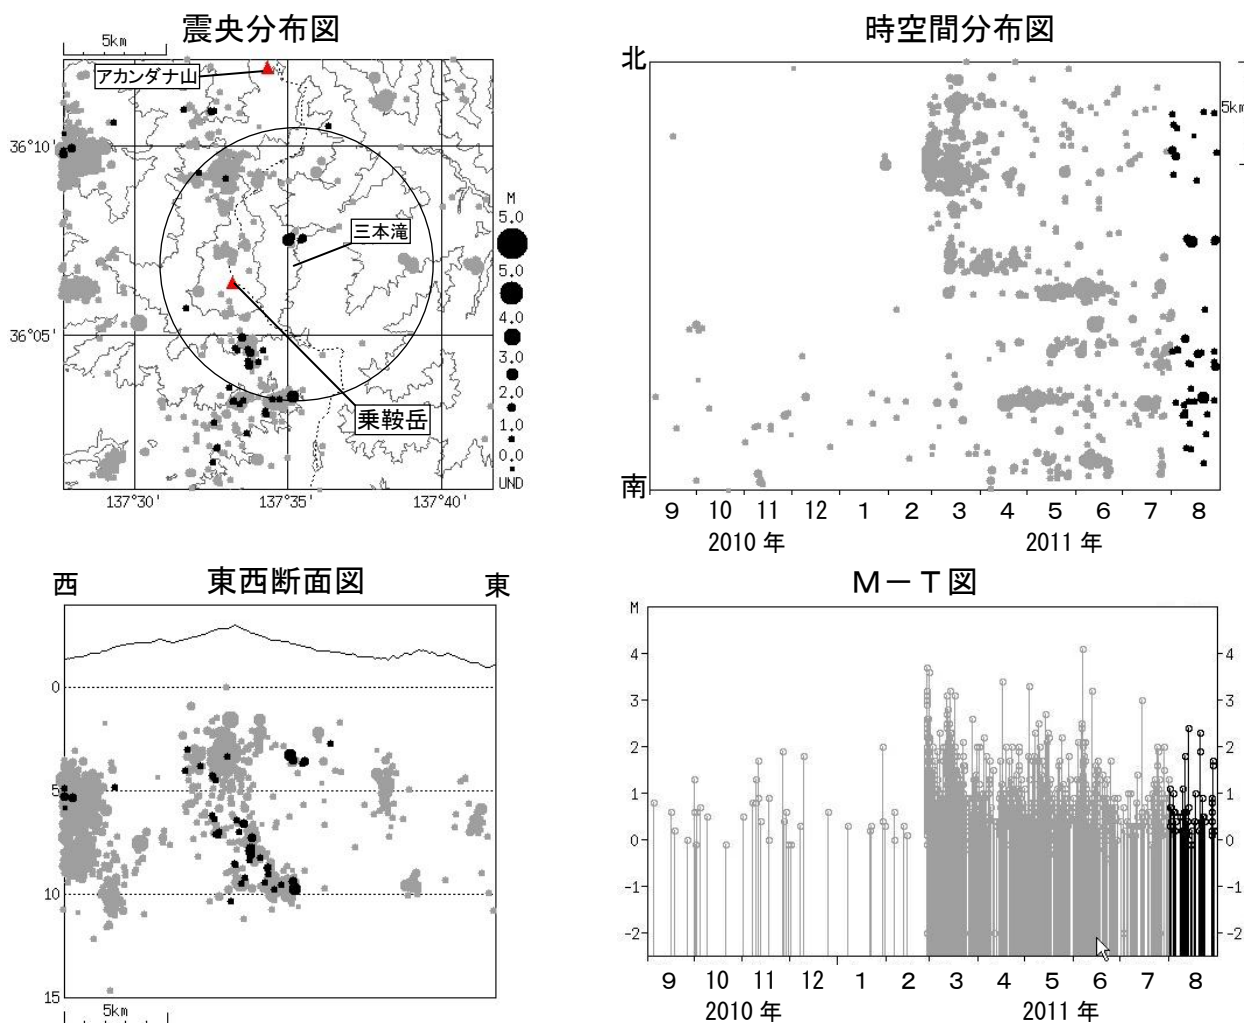 震央分布図
5km
アカンダナ山
36°10'
三本滝
36°05'
乗鞍岳
137°30'
137°35'
137°40'
M
5.0
5.0
4.0
3.0
2.0
1.0
0.0
UND
時空間分布図
北
5km
南
9 10 11 12 1 2 3 4 5 6 7 8
2010 年 2011 年
東西断面図
西 東
0
5
10
15
5km
M-T図
M
4 4
3 3
2 2
1 1
0 0
-1 -1
-2 -2
9 10 11 12 1 2 3 4 5 6 7 8
2010 年 2011 年